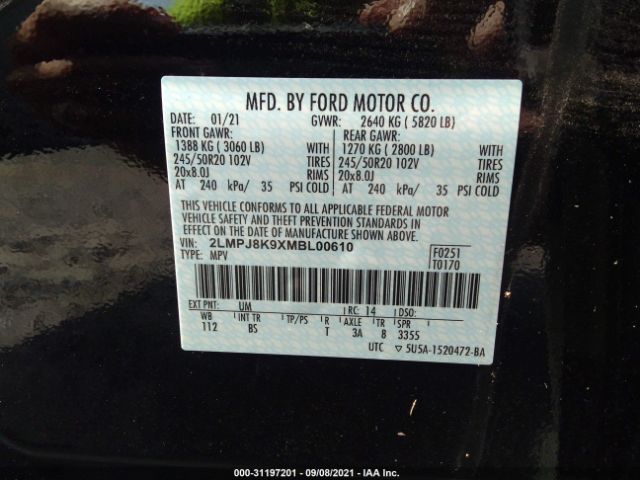 MFD. BY FORD MOTOR CO.
DATE: 01/21 GVWR: 2640 KG ( 5820 LB)
FRONT GAWR: REAR GAWR:
1388 KG ( 3060 LB) WITH 1270 KG ( 2800 LB) WITH
245/50R20 102V TIRES 245/50R20 102V TIRES
20x8.0J RIMS 20x8.0J RIMS
AT 240 kPa/ 35 PSI COLD AT 240 kPa/ 35 PSI COLD
THIS VEHICLE CONFORMS TO ALL APPLICABLE FEDERAL MOTOR
VEHICLE SAFETY AND THEFT PREVENTION STANDARDS IN
EFFECT ON THE DATE OF MANUFACTURE SHOWN ABOVE.
VIN: 2LMPJ8K9XMBL00610 F0251
TYPE: MPV T0170
EXT PNT: UM RC: 14 DSO:
WB INT TR TP/PS R AXLE TR SPR
112 BS T 3A 8 3355
UTC ▽ 5U5A-1520472-BA
000-31197201 - 09/08/2021 - IAA Inc.